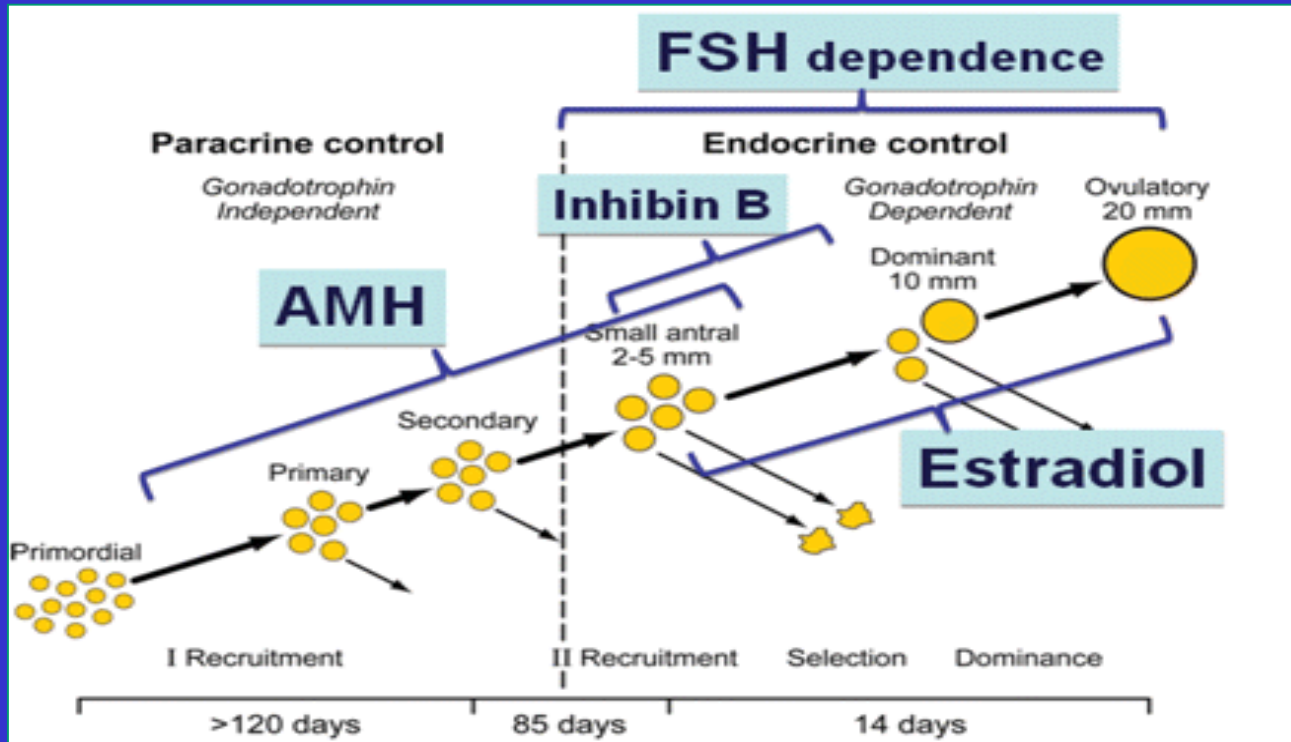 FSH dependence
Paracrine control
Endocrine control
Gonadotrophin
Independent
Inhibin B
Gonadotrophin
Dependent
Ovulatory
20 mm
AMH
Dominant
10 mm
Small antral
2-5 mm
Secondary
Primary
Estradiol
Primordial
I Recruitment
II Recruitment
Selection
Dominance
>120 days
85 days
14 days